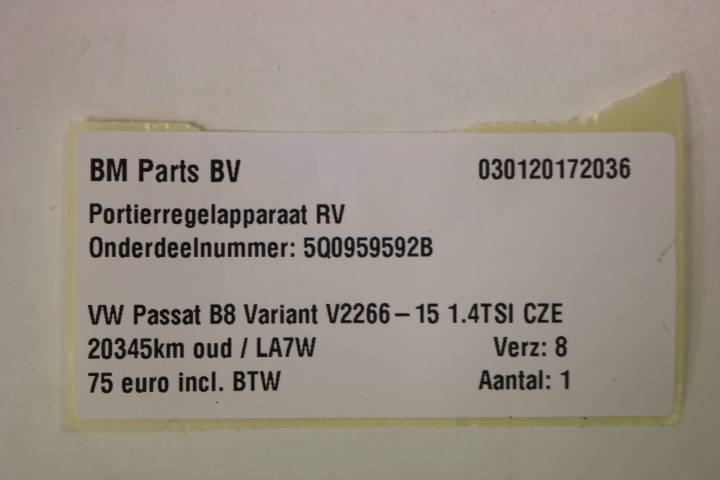 BM Parts BV 030120172036
Portierregelapparaat RV
Onderdeelnummer: 5Q0959592B
VW Passat B8 Variant V2266-15 1.4TSI CZE
20345km oud / LA7W Verz: 8
75 euro incl. BTW Aantal: 1